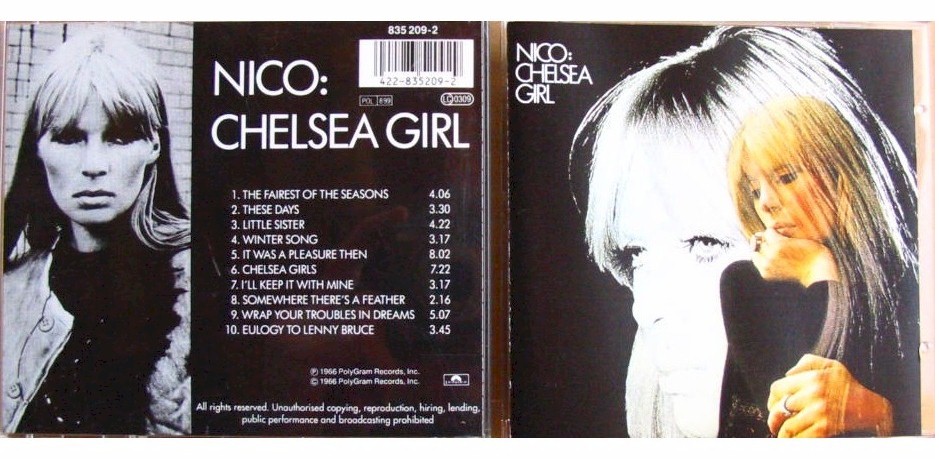 835 209-2
422-835209-2
POL 899
LC 0309
NICO:
CHELSEA GIRL
1. THE FAIREST OF THE SEASONS 4.06
2. THESE DAYS 3.30
3. LITTLE SISTER 4.22
4. WINTER SONG 3.17
5. IT WAS A PLEASURE THEN 8.02
6. CHELSEA GIRLS 7.22
7. I'LL KEEP IT WITH MINE 3.17
8. SOMEWHERE THERE'S A FEATHER 2.16
9. WRAP YOUR TROUBLES IN DREAMS 5.07
10. EULOGY TO LENNY BRUCE 3.45
℗ 1966 PolyGram Records, Inc.
© 1966 PolyGram Records, Inc.
All rights reserved. Unauthorised copying, reproduction, hiring, lending,
public performance and broadcasting prohibited
NICO:
CHELSEA
GIRL